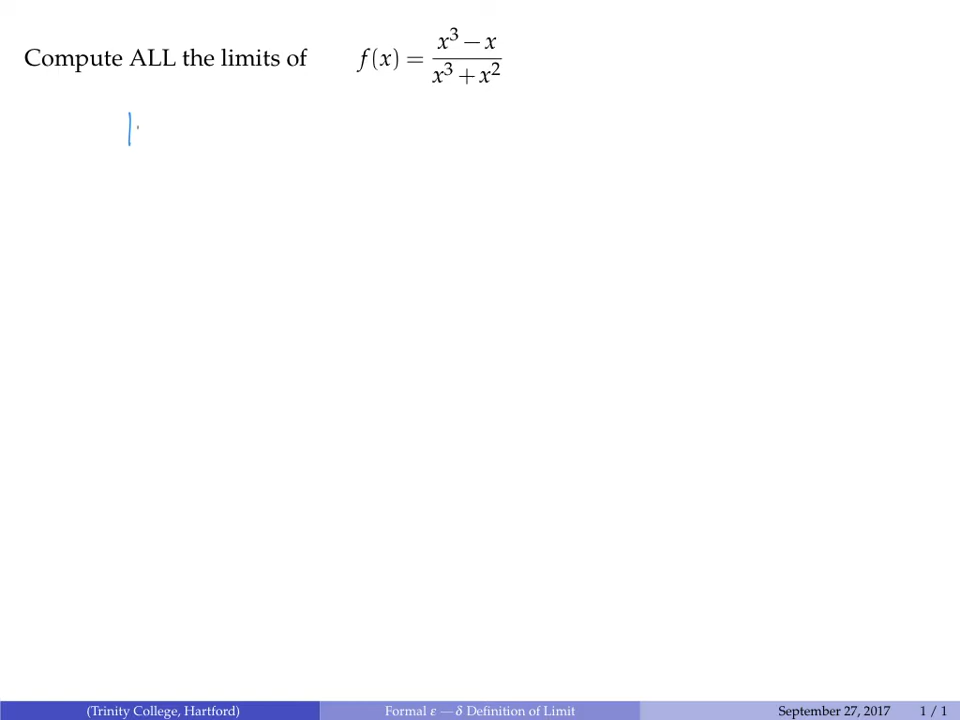 Compute ALL the limits of f(x) = \frac{x^3 - x}{x^3 + x^2}
(Trinity College, Hartford) Formal ε — δ Definition of Limit September 27, 2017 1 / 1